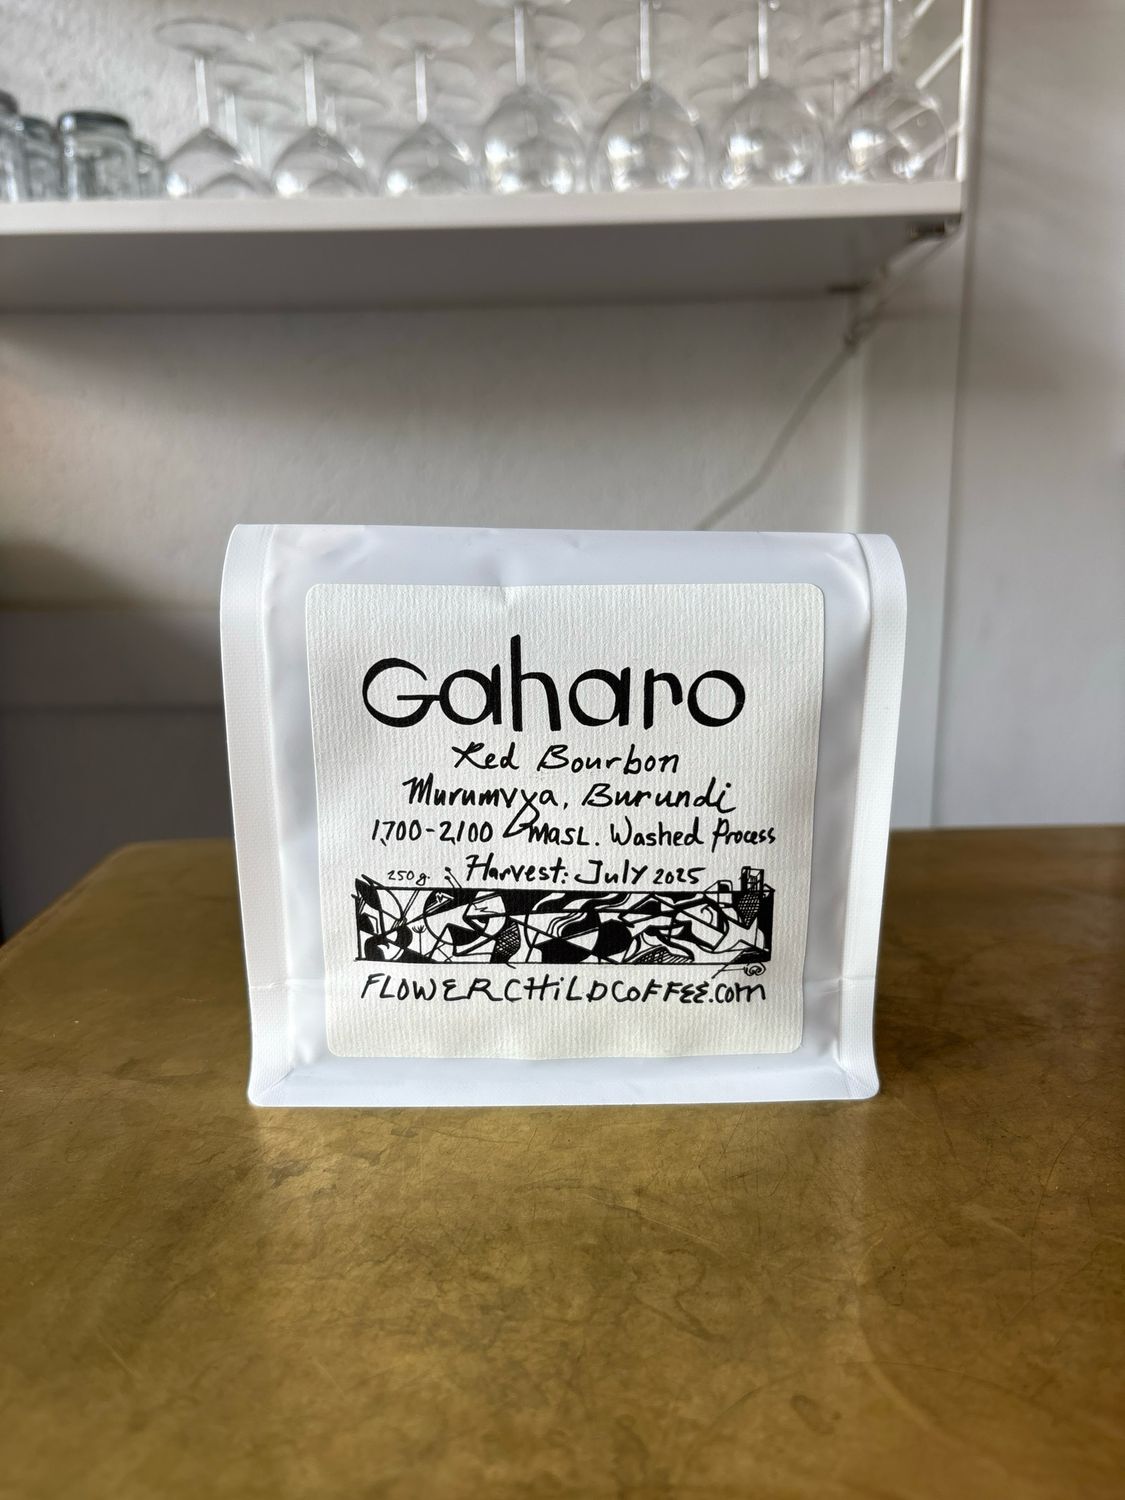 Gaharo
Red Bourbon
Murumvya, Burundi
1,700-2,100 masl. Washed Process
250g. Harvest: July 2025
FLOWERCHiLDCoFFEE.com